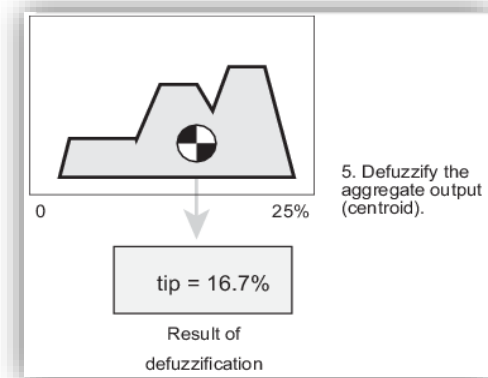 0
25%
5. Defuzzify the
aggregate output
(centroid).
tip = 16.7%
Result of
defuzzification